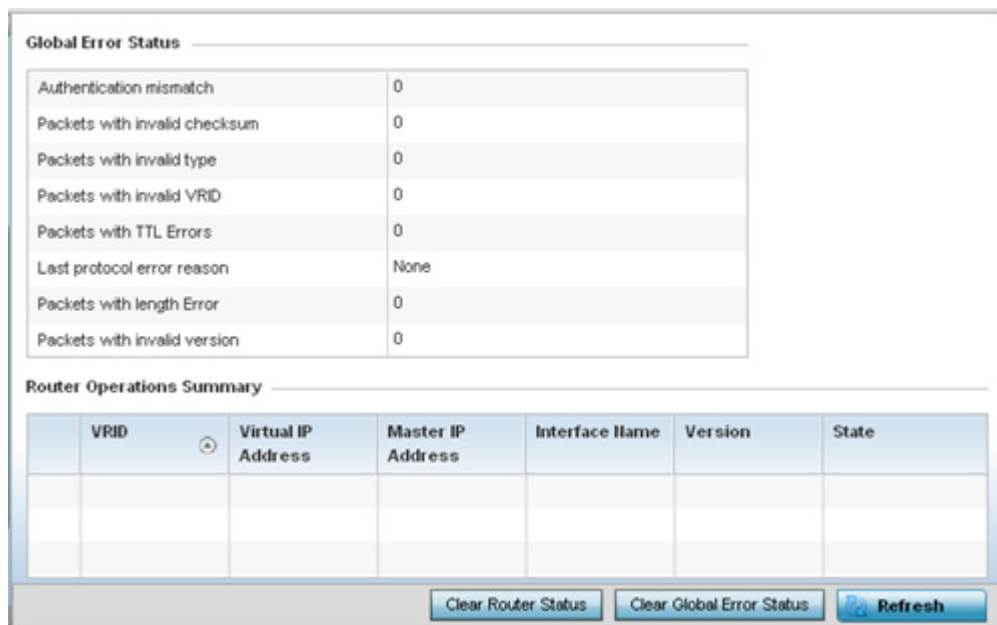 Global Error Status
Authentication mismatch 0
Packets with invalid checksum 0
Packets with invalid type 0
Packets with invalid VRID 0
Packets with TTL Errors 0
Last protocol error reason None
Packets with length Error 0
Packets with invalid version 0
Router Operations Summary
VRID Virtual IP Address Master IP Address Interface Name Version State
Clear Router Status Clear Global Error Status Refresh